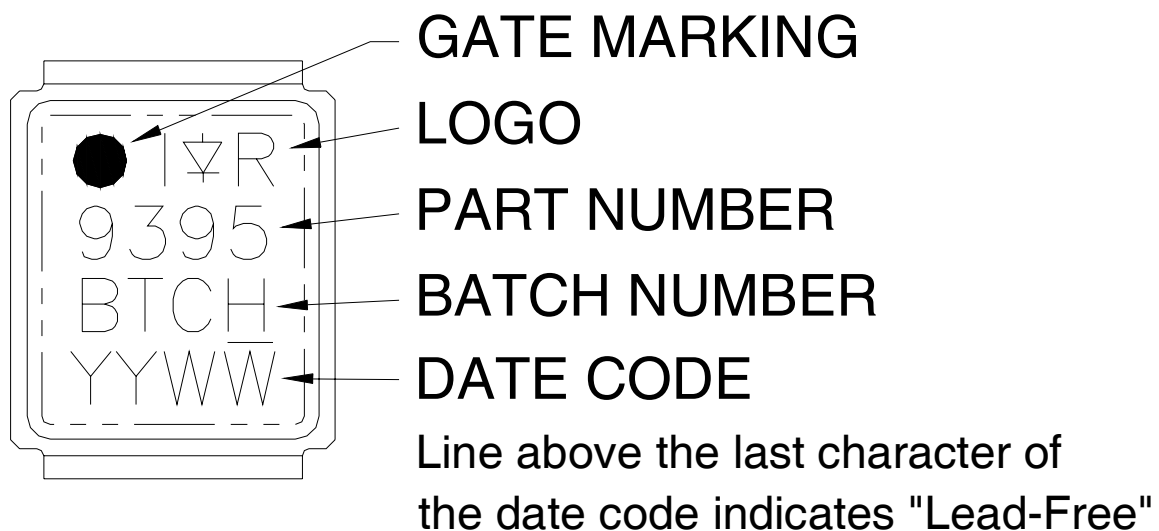 GATE MARKING
I R
LOGO
9395
PART NUMBER
BTCH
BATCH NUMBER
YYWW
DATE CODE
Line above the last character of
the date code indicates "Lead-Free"